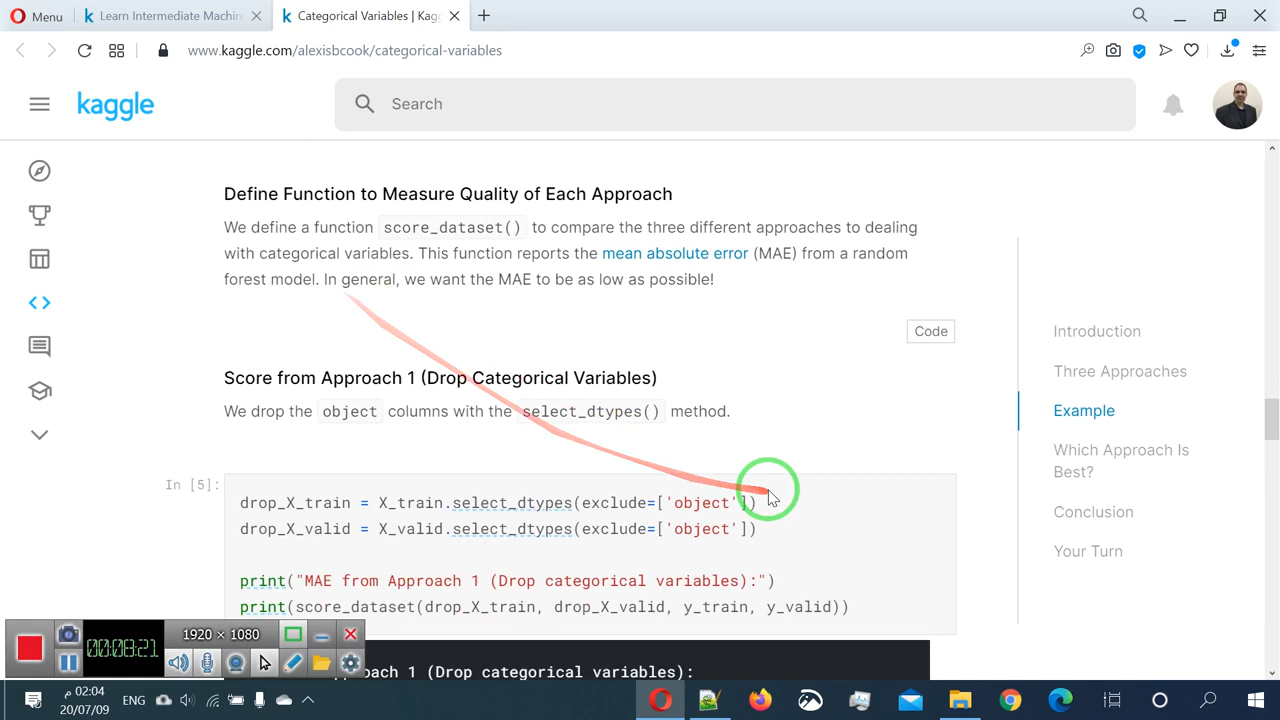 Menu
Learn Intermediate Machin
Categorical Variables | Kagg
www.kaggle.com/alexisbcook/categorical-variables
kaggle
Search
Define Function to Measure Quality of Each Approach
We define a function score_dataset() to compare the three different approaches to dealing
with categorical variables. This function reports the mean absolute error (MAE) from a random
forest model. In general, we want the MAE to be as low as possible!
Code
Score from Approach 1 (Drop Categorical Variables)
We drop the object columns with the select_dtypes() method.
In [5]:
drop_X_train = X_train.select_dtypes(exclude=['object'])
drop_X_valid = X_valid.select_dtypes(exclude=['object'])
print("MAE from Approach 1 (Drop categorical variables):")
print(score_dataset(drop_X_train, drop_X_valid, y_train, y_valid))
pproach 1 (Drop categorical variables):
Introduction
Three Approaches
Example
Which Approach Is
Best?
Conclusion
Your Turn
00:08:21
1920 × 1080
02:04 م
20/07/09
ENG